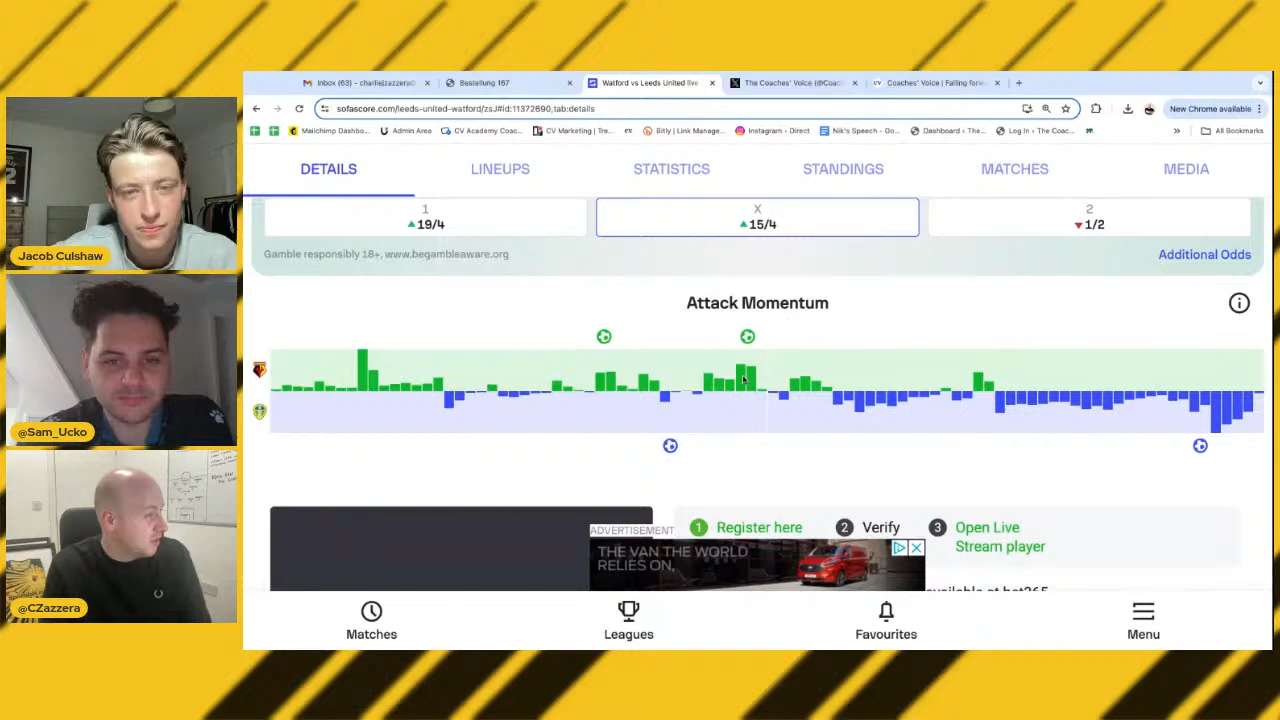 Inbox (63) - charliejzazzera@
Bestellung 167
Watford vs Leeds United live
The Coaches' Voice (@Coach
Coaches' Voice | Falling forw
sofascore.com/leeds-united-watford/zsJ#id:11372690,tab:details
New Chrome available
Mailchimp Dashbo...
Admin Area
CV Academy Coac...
CV Marketing | Tre...
Bitly | Link Manage...
Instagram - Direct
Nik's Speech - Go...
Dashboard ‹ The...
Log In ‹ The Coac...
»
All Bookmarks
DETAILS
LINEUPS
STATISTICS
STANDINGS
MATCHES
MEDIA
1
19/4
X
15/4
2
1/2
Gamble responsibly 18+, www.begambleaware.org
Additional Odds
Attack Momentum
Jacob Culshaw
@Sam_Ucko
@CZazzera
ADVERTISEMENT
THE VAN THE WORLD
RELIES ON,
1 Register here
2 Verify
3 Open Live
Stream player
available at bet365
Matches
Leagues
Favourites
Menu